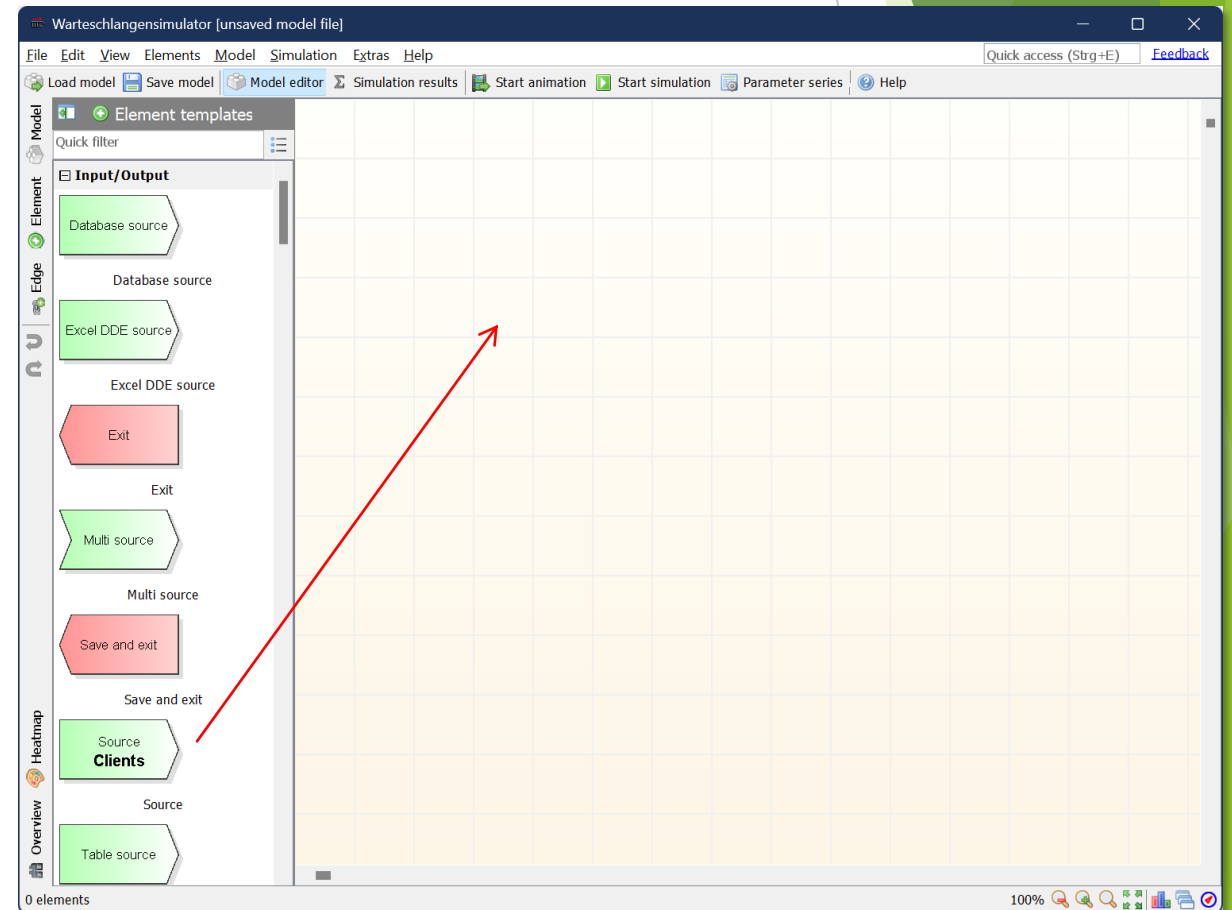 Warteschlangensimulator [unsaved model file]
File Edit View Elements Model Simulation Extras Help Quick access (Strg+E) Feedback
Load model Save model Model editor Σ Simulation results Start animation Start simulation Parameter series Help
Model
Element
Edge
Heatmap
Overview
Element templates
Quick filter
Input/Output
Database source
Database source
Excel DDE source
Excel DDE source
Exit
Exit
Multi source
Multi source
Save and exit
Save and exit
Source
Clients
Source
Table source
0 elements 100%